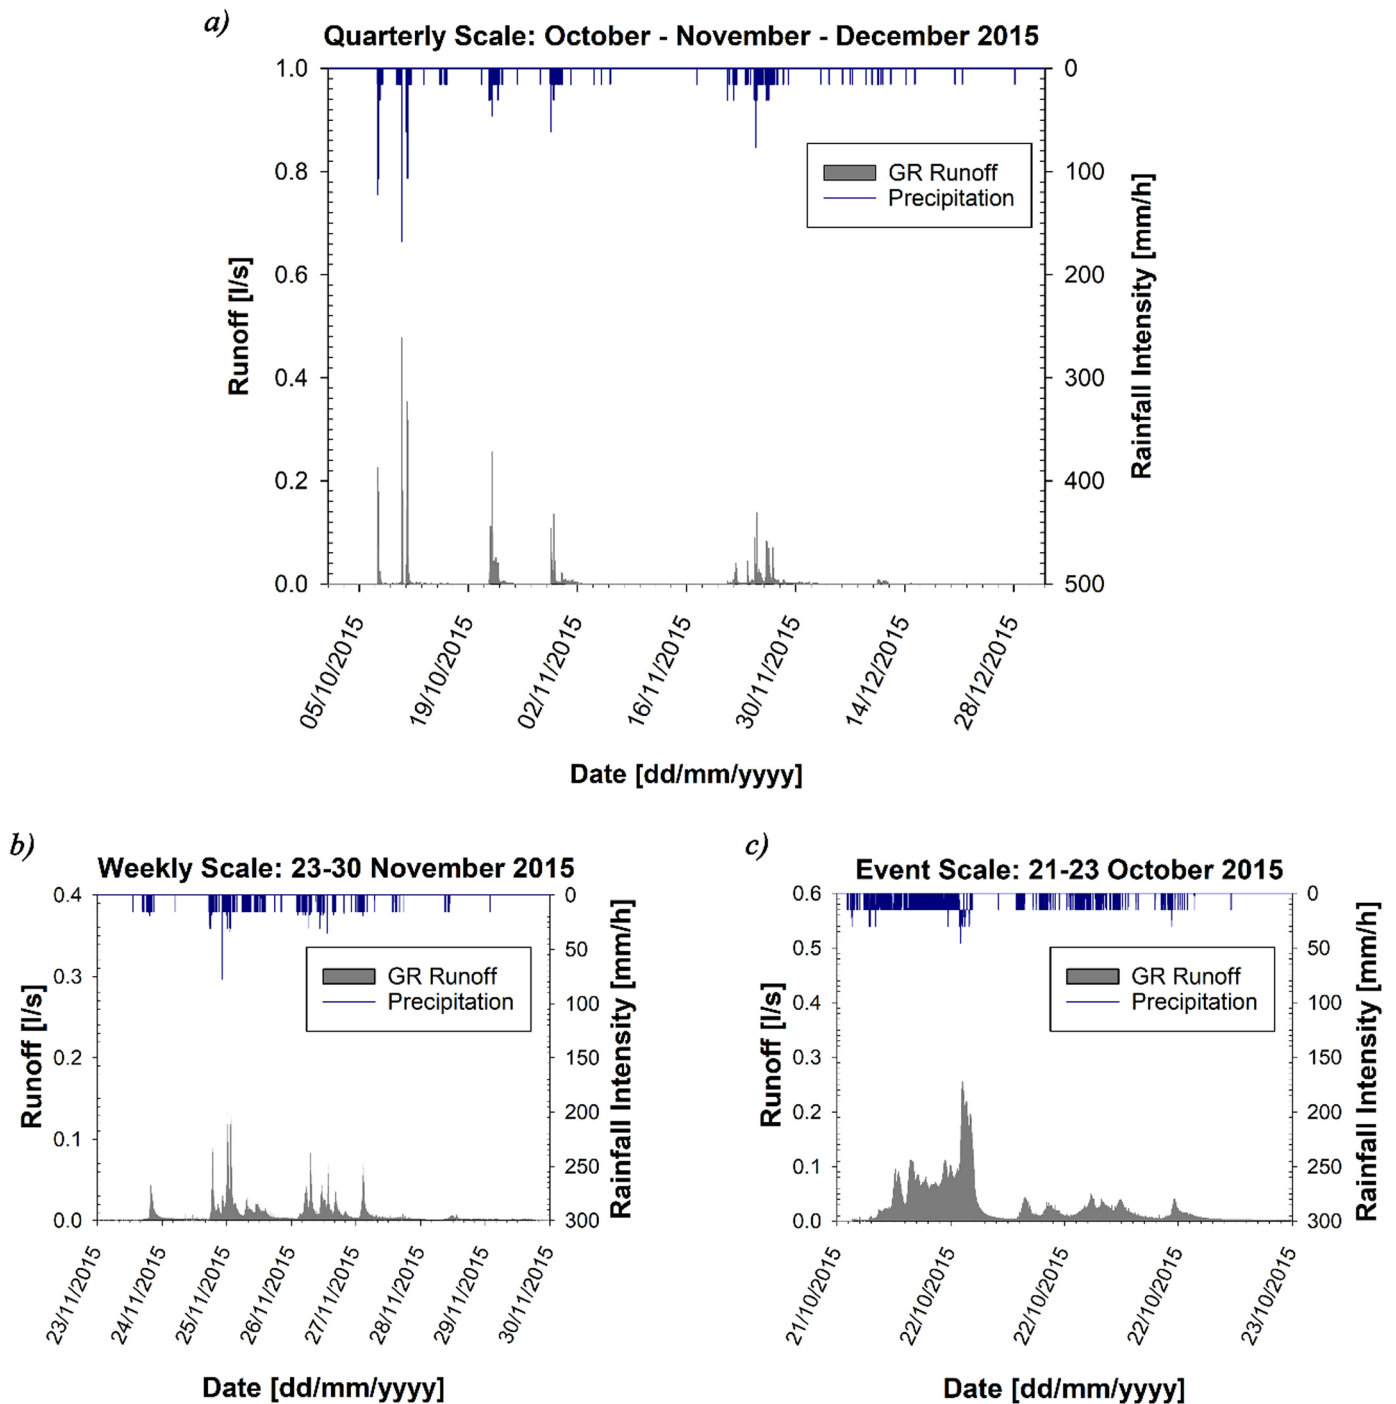 a)
Quarterly Scale: October - November - December 2015
1.0
0.8
0.6
0.4
0.2
0.0
Runoff [l/s]
0
100
200
300
400
500
Rainfall Intensity [mm/h]
GR Runoff
Precipitation
05/10/2015
19/10/2015
02/11/2015
16/11/2015
30/11/2015
14/12/2015
28/12/2015
Date [dd/mm/yyyy]
b)
Weekly Scale: 23-30 November 2015
0.4
0.3
0.2
0.1
0.0
Runoff [l/s]
0
50
100
150
200
250
300
Rainfall Intensity [mm/h]
GR Runoff
Precipitation
23/11/2015
24/11/2015
25/11/2015
26/11/2015
27/11/2015
28/11/2015
29/11/2015
30/11/2015
Date [dd/mm/yyyy]
c)
Event Scale: 21-23 October 2015
0.6
0.5
0.4
0.3
0.2
0.1
0.0
Runoff [l/s]
0
50
100
150
200
250
300
Rainfall Intensity [mm/h]
GR Runoff
Precipitation
21/10/2015
22/10/2015
22/10/2015
22/10/2015
23/10/2015
Date [dd/mm/yyyy]